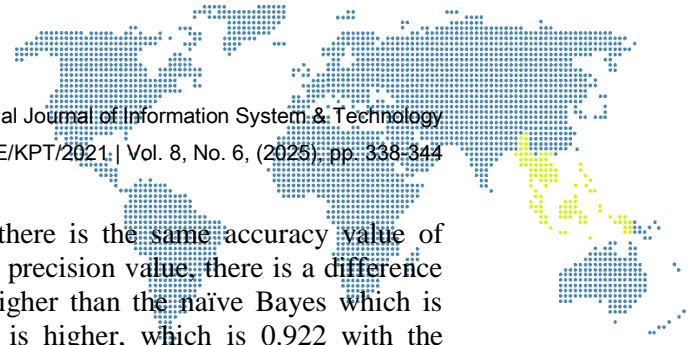 al Journal of Information System & Technology
E/KPT/2021 | Vol. 8, No. 6, (2025), pp. 338-344
there is the same accuracy value of
precision value, there is a difference
igher than the naïve Bayes which is
is higher, which is 0.922 with the